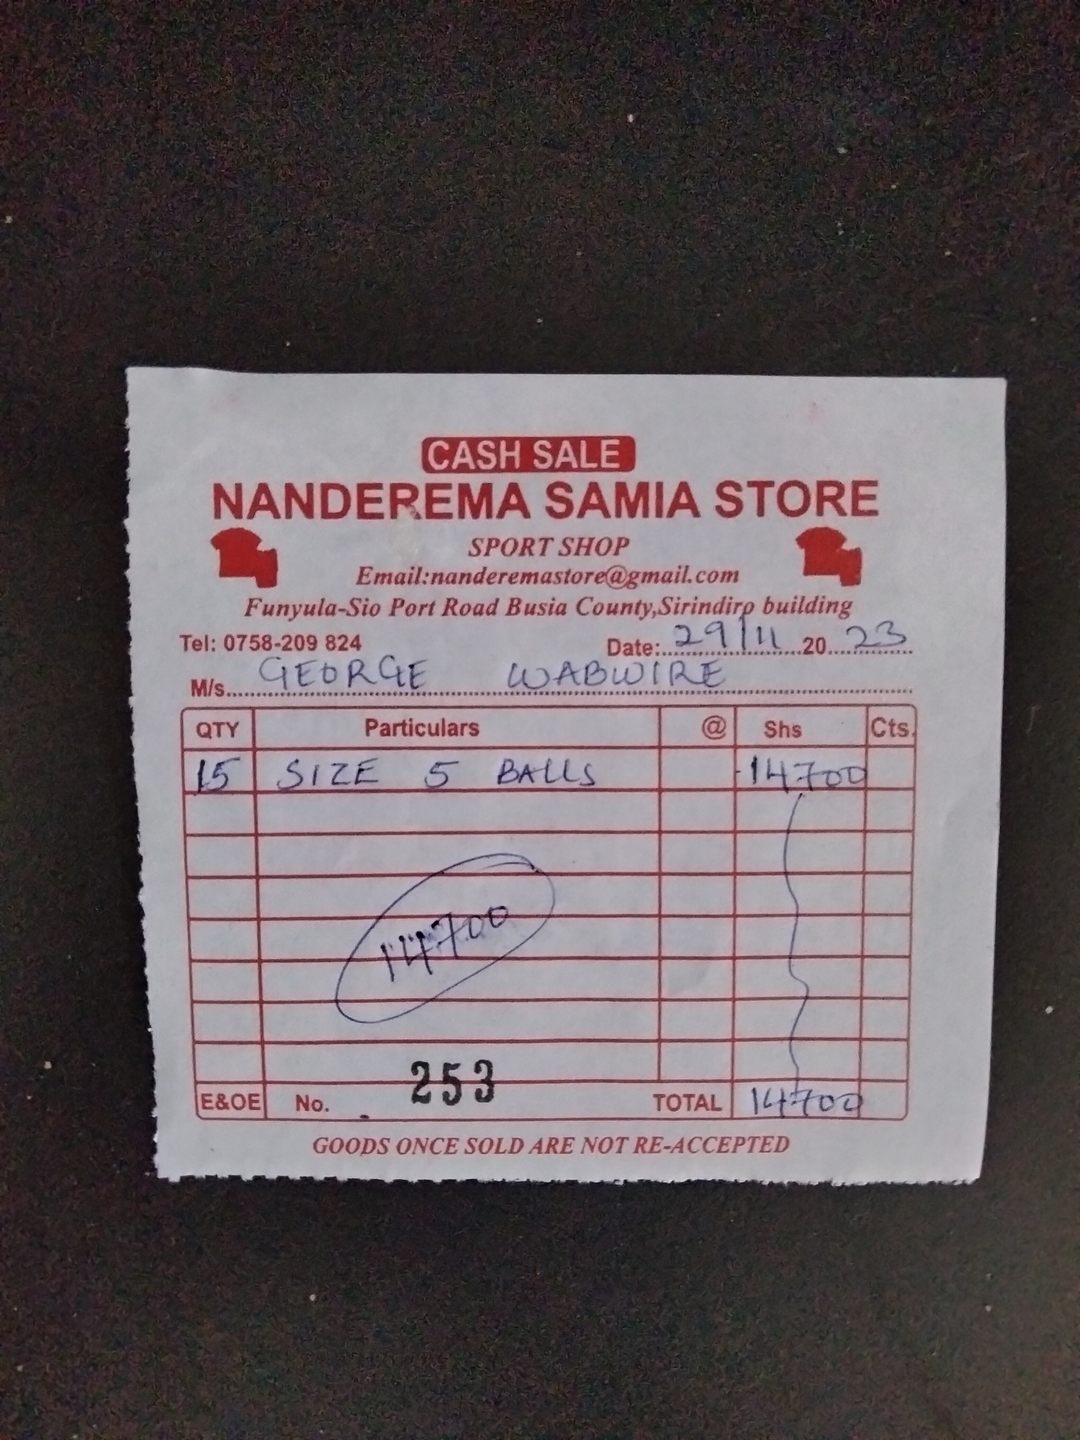 CASH SALE
NANDEREMA SAMIA STORE
SPORT SHOP
Email:nanderemastore@gmail.com
Funyula-Sio Port Road Busia County,Sirindiro building
Tel: 0758-209 824 Date: 29/11 20 23
M/s GEORGE WABWIRE
QTY Particulars @ Shs Cts.
15 SIZE 5 BALLS 14700
14700
E&OE No. 253 TOTAL 14700
GOODS ONCE SOLD ARE NOT RE-ACCEPTED